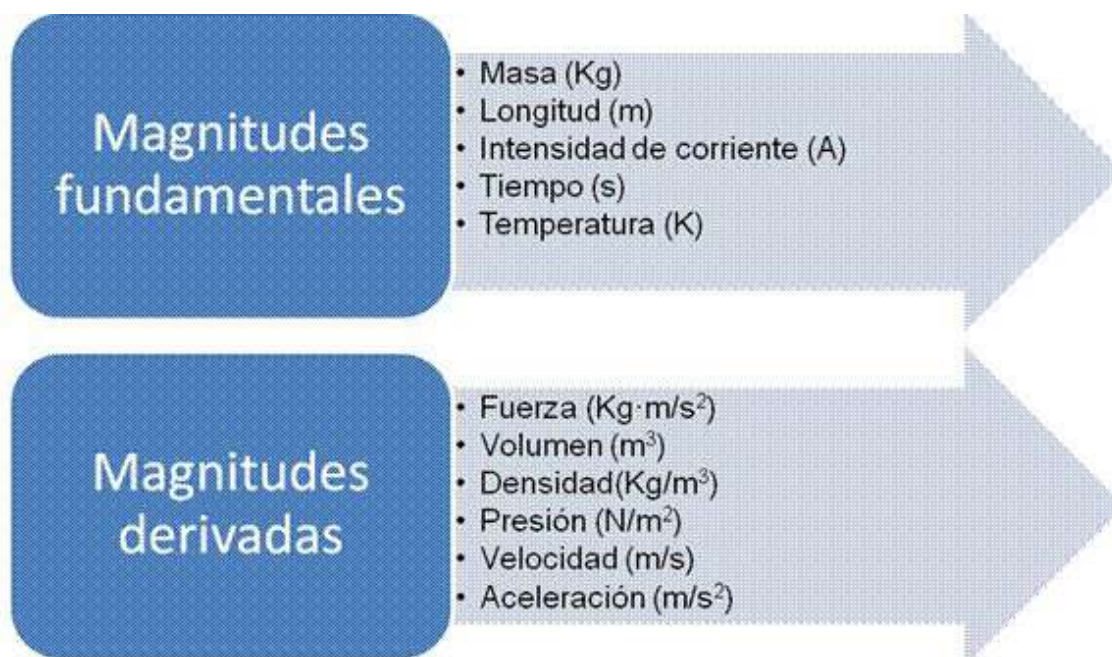 Magnitudes
fundamentales
• Masa (Kg)
• Longitud (m)
• Intensidad de corriente (A)
• Tiempo (s)
• Temperatura (K)
Magnitudes
derivadas
• Fuerza (Kg·m/s²)
• Volumen (m³)
• Densidad(Kg/m³)
• Presión (N/m²)
• Velocidad (m/s)
• Aceleración (m/s²)